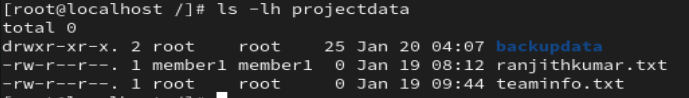 [root@localhost /]# ls -lh projectdata
total 0
drwxr-xr-x. 2 root    root    25 Jan 20 04:07 backupdata
-rw-r--r--. 1 member1 member1  0 Jan 19 08:12 ranjithkumar.txt
-rw-r--r--. 1 root    root     0 Jan 19 09:44 teaminfo.txt